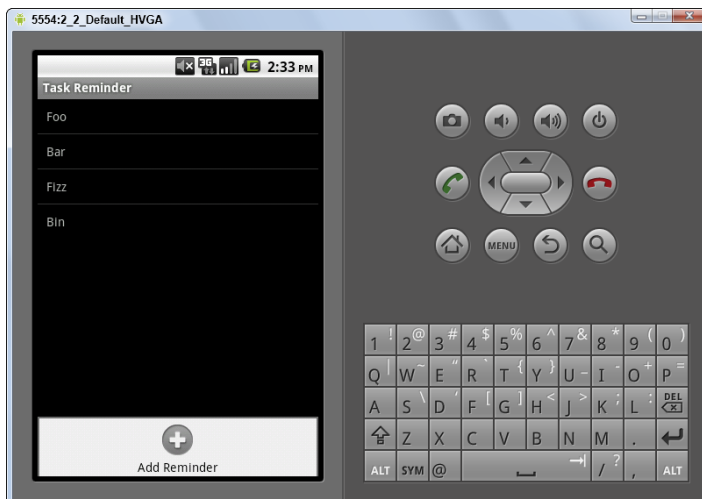 5554:2_2_Default_HVGA
3G 2:33 PM
Task Reminder
Foo
Bar
Fizz
Bin
Add Reminder
MENU
1 ! 2 @ 3 # 4 $ 5 % 6 ^ 7 & 8 * 9 ( 0 )
Q | W ~ E " R ` T { Y } U _ I - O + P =
A S \ D ' F [ G ] H < J > K ; L : DEL
Z X C V B N M .
ALT SYM @ / ? , ALT